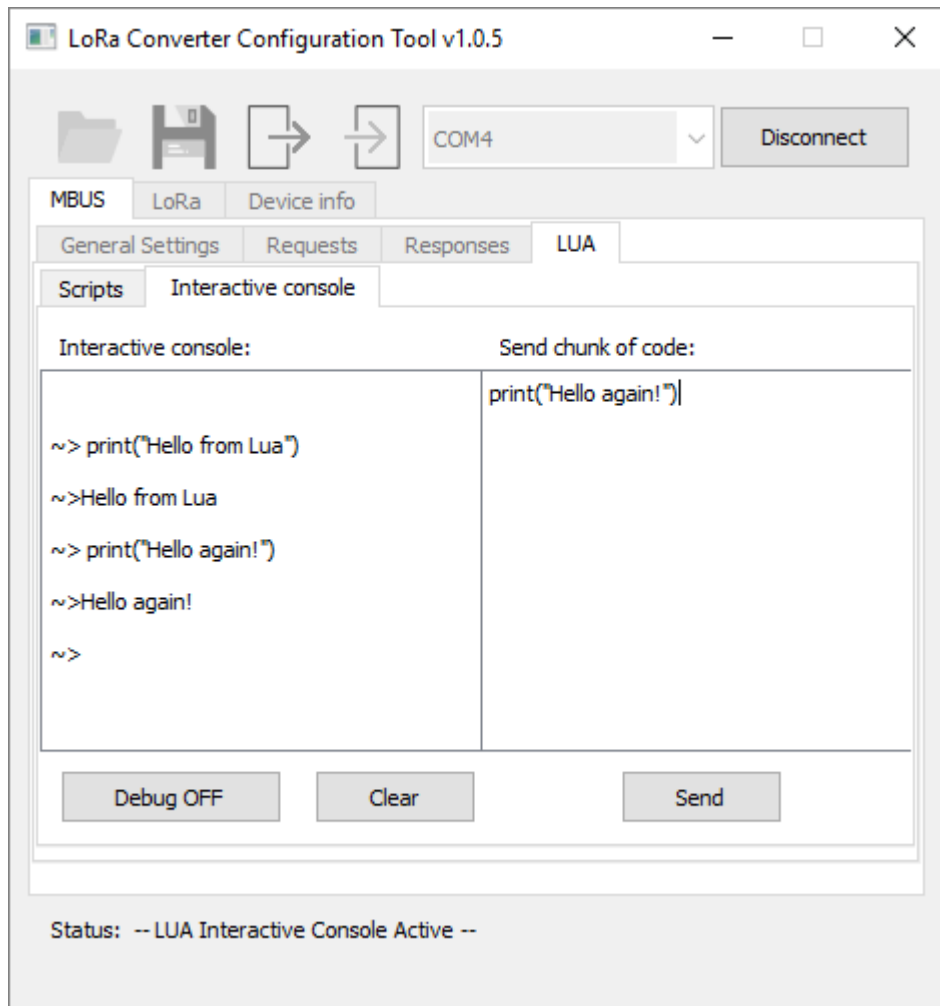 LoRa Converter Configuration Tool v1.0.5
COM4
Disconnect
MBUS LoRa Device info
General Settings Requests Responses LUA
Scripts Interactive console
Interactive console: Send chunk of code:
print("Hello again!")
~> print("Hello from Lua")
~>Hello from Lua
~> print("Hello again!")
~>Hello again!
~>
Debug OFF Clear Send
Status: -- LUA Interactive Console Active --